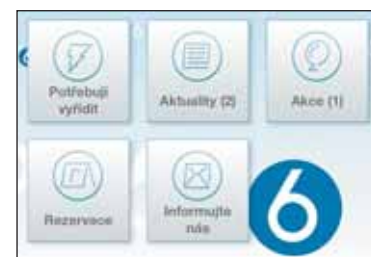 Potřebuji
vyřídit
Aktuality (2)
Akce (1)
Rezervace
Informujte
nás
6